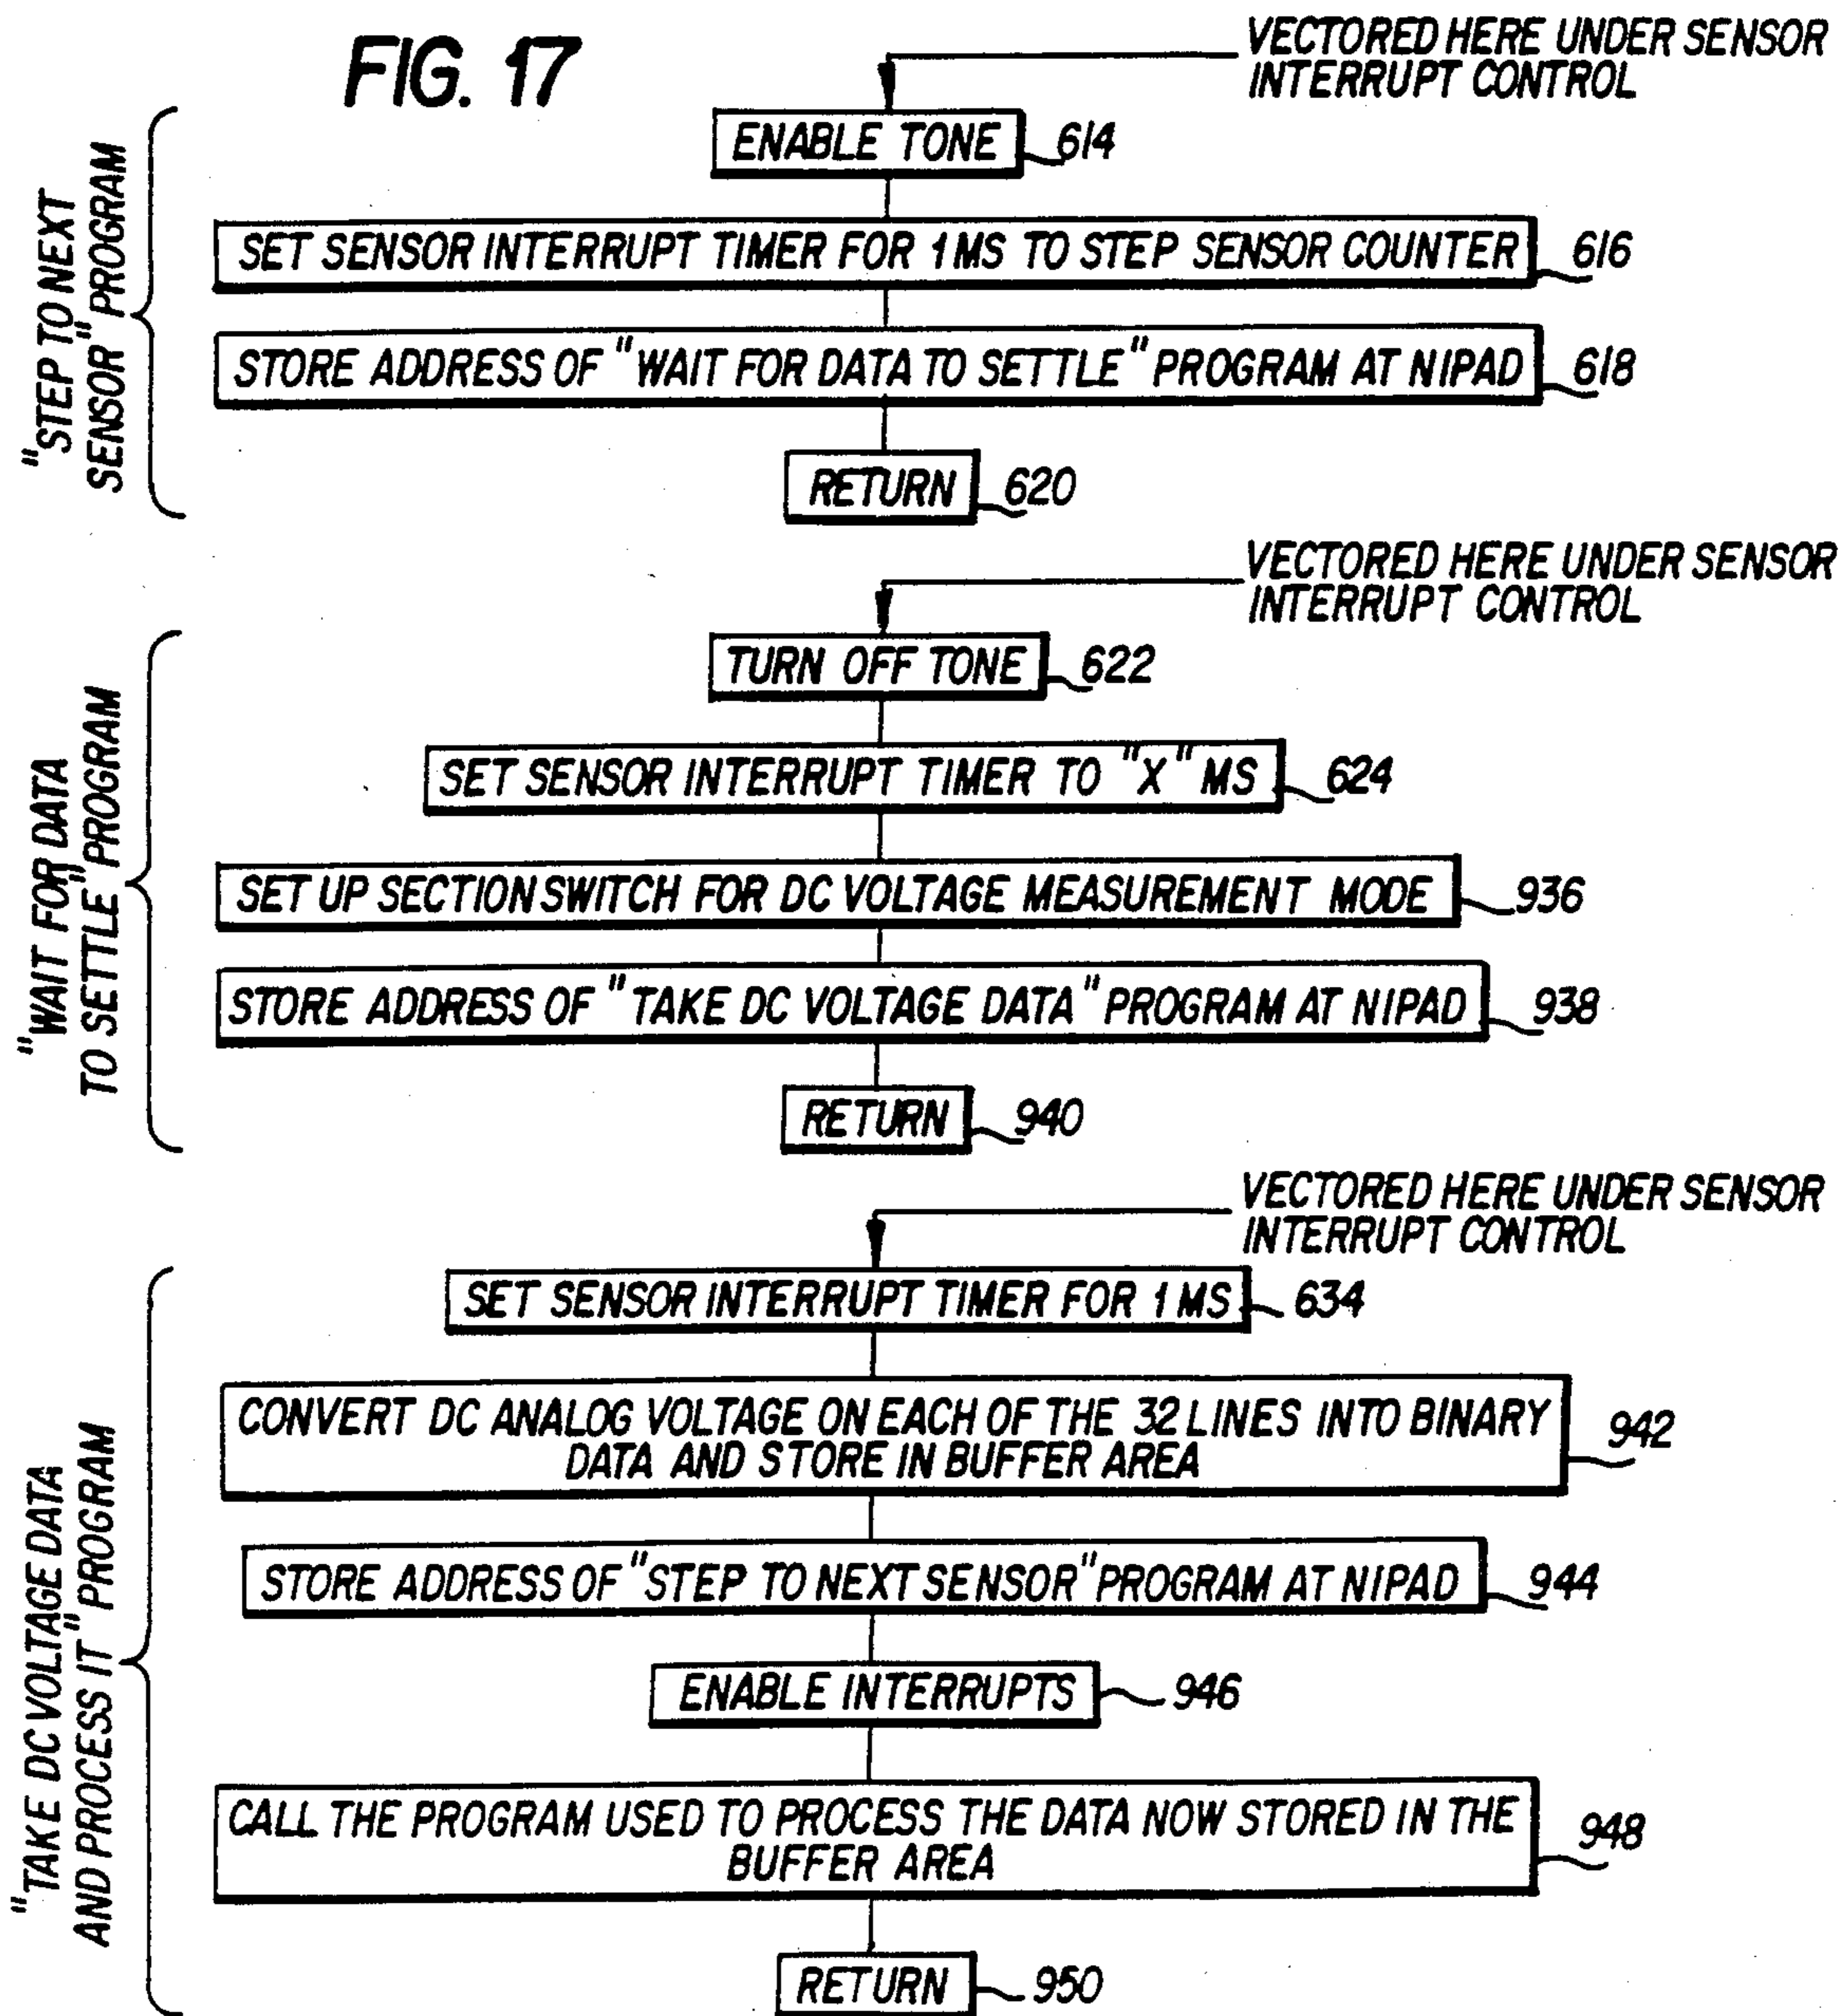 FIG. 17
VECTORED HERE UNDER SENSOR
INTERRUPT CONTROL
"STEP TO NEXT
SENSOR" PROGRAM
ENABLE TONE 614
SET SENSOR INTERRUPT TIMER FOR 1 MS TO STEP SENSOR COUNTER 616
STORE ADDRESS OF "WAIT FOR DATA TO SETTLE" PROGRAM AT NIPAD 618
RETURN 620
VECTORED HERE UNDER SENSOR
INTERRUPT CONTROL
"WAIT FOR DATA
TO SETTLE" PROGRAM
TURN OFF TONE 622
SET SENSOR INTERRUPT TIMER TO "X" MS 624
SET UP SECTION SWITCH FOR DC VOLTAGE MEASUREMENT MODE 936
STORE ADDRESS OF "TAKE DC VOLTAGE DATA" PROGRAM AT NIPAD 938
RETURN 940
VECTORED HERE UNDER SENSOR
INTERRUPT CONTROL
"TAKE DC VOLTAGE DATA
AND PROCESS IT" PROGRAM
SET SENSOR INTERRUPT TIMER FOR 1 MS 634
CONVERT DC ANALOG VOLTAGE ON EACH OF THE 32 LINES INTO BINARY
DATA AND STORE IN BUFFER AREA 942
STORE ADDRESS OF "STEP TO NEXT SENSOR" PROGRAM AT NIPAD 944
ENABLE INTERRUPTS 946
CALL THE PROGRAM USED TO PROCESS THE DATA NOW STORED IN THE
BUFFER AREA 948
RETURN 950